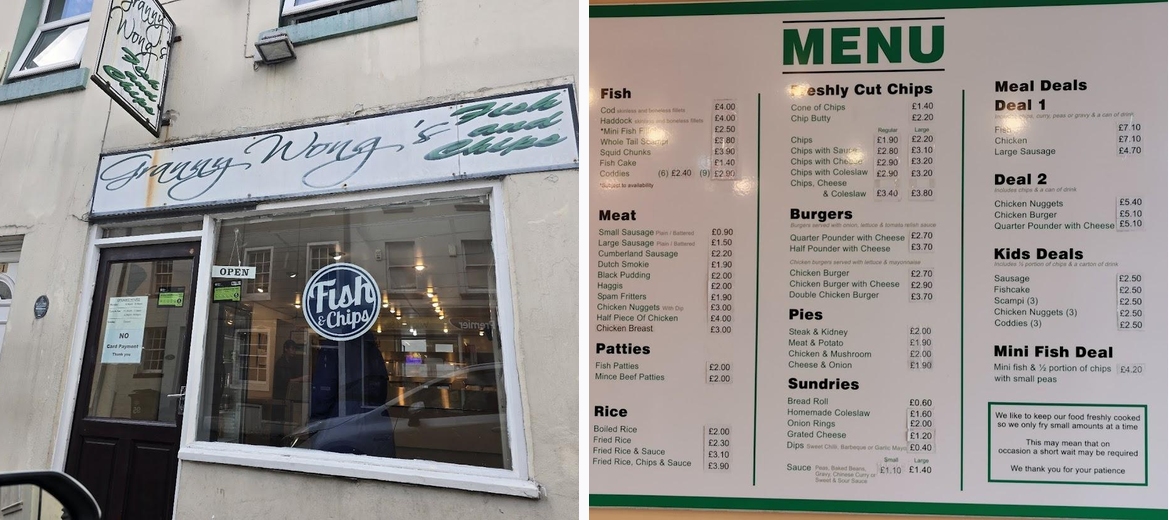 Granny
Wong's
Fish
and
Chips
Granny Wong's
Fish
and
Chips
OPEN
Fish
& Chips
NO
Card Payment
Thank you
MENU
Fish
Cod skinless and boneless fillets £4.00
Haddock skinless and boneless fillets £4.00
*Mini Fish £2.50
Whole Tail Scampi £3.80
Squid Chunks £3.90
Fish Cake £1.40
Coddies (6) £2.40 (9) £2.90
*Subject to availability
Meat
Small Sausage Plain / Battered £0.90
Large Sausage Plain / Battered £1.50
Cumberland Sausage £2.20
Dutch Smokie £1.90
Black Pudding £2.00
Haggis £2.00
Spam Fritters £1.90
Chicken Nuggets With Dip £3.00
Half Piece Of Chicken £4.00
Chicken Breast £3.00
Patties
Fish Patties £2.00
Mince Beef Patties £2.00
Rice
Boiled Rice £2.00
Fried Rice £2.30
Fried Rice & Sauce £3.10
Fried Rice, Chips & Sauce £3.90
Freshly Cut Chips
Cone of Chips £1.40
Chip Butty £2.20
Regular Large
Chips £1.90 £2.20
Chips with Sauce £2.80 £3.10
Chips with Cheese £2.90 £3.20
Chips with Coleslaw £2.90 £3.20
Chips, Cheese
& Coleslaw £3.40 £3.80
Burgers
Burgers served with onion, lettuce & tomato relish sauce
Quarter Pounder with Cheese £2.70
Half Pounder with Cheese £3.70
Chicken burgers served with lettuce & mayonnaise
Chicken Burger £2.70
Chicken Burger with Cheese £2.90
Double Chicken Burger £3.70
Pies
Steak & Kidney £2.00
Meat & Potato £1.90
Chicken & Mushroom £2.00
Cheese & Onion £1.90
Sundries
Bread Roll £0.60
Homemade Coleslaw £1.60
Onion Rings £2.00
Grated Cheese £1.20
Dips Sweet Chilli, Barbeque or Garlic Mayo £0.40
Small Large
Sauce Peas, Baked Beans, £1.10 £1.40
Gravy, Chinese Curry or
Sweet & Sour Sauce
Meal Deals
Deal 1
Includes chips, curry, peas or gravy & a can of drink
Fish £7.10
Chicken £7.10
Large Sausage £4.70
Deal 2
Includes chips & a can of drink
Chicken Nuggets £5.40
Chicken Burger £5.10
Quarter Pounder with Cheese £5.10
Kids Deals
Includes ½ portion of chips & a carton of drink
Sausage £2.50
Fishcake £2.50
Scampi (3) £2.50
Chicken Nuggets (3) £2.50
Coddies (3) £2.50
Mini Fish Deal
Mini fish & ½ portion of chips £4.20
with small peas
We like to keep our food freshly cooked
so we only fry small amounts at a time
This may mean that on
occasion a short wait may be required
We thank you for your patience